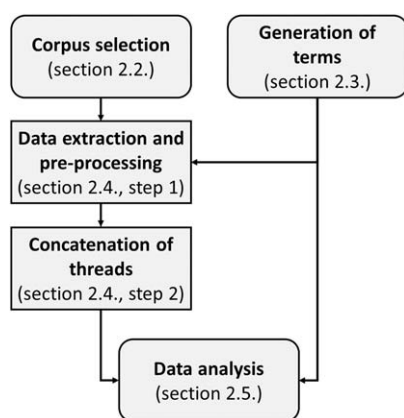 Corpus selection
(section 2.2.)
Generation of
terms
(section 2.3.)
Data extraction and
pre-processing
(section 2.4., step 1)
Concatenation of
threads
(section 2.4., step 2)
Data analysis
(section 2.5.)